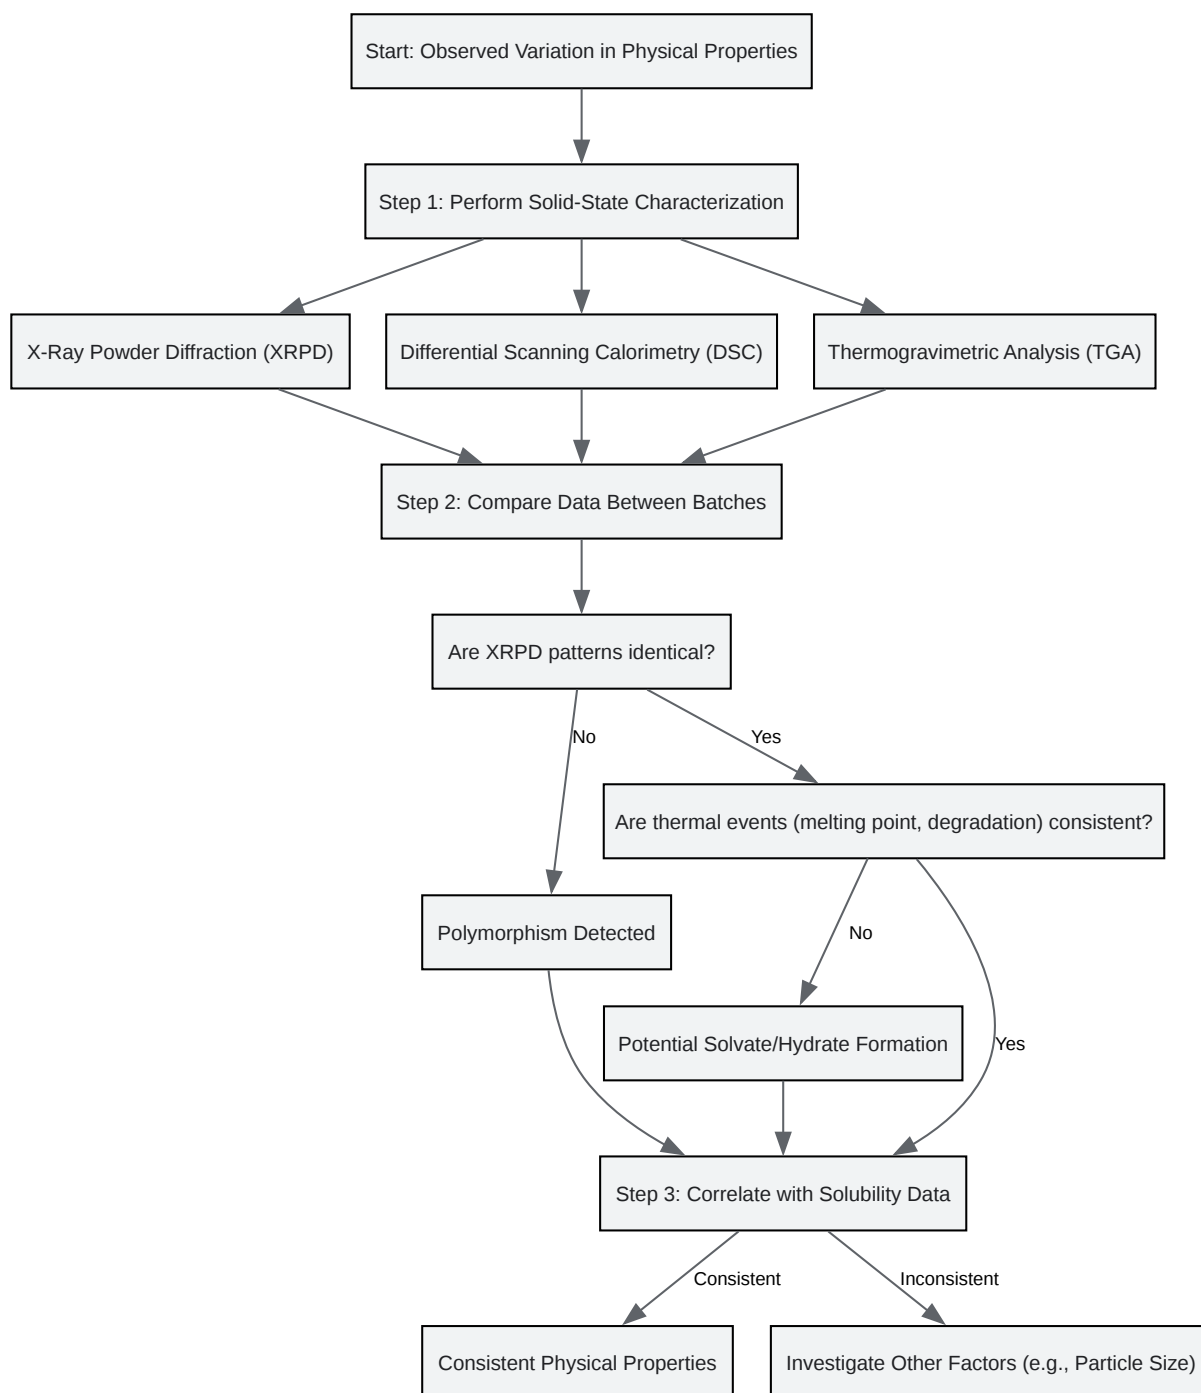 Start: Observed Variation in Physical Properties
Step 1: Perform Solid-State Characterization
X-Ray Powder Diffraction (XRPD)
Differential Scanning Calorimetry (DSC)
Thermogravimetric Analysis (TGA)
Step 2: Compare Data Between Batches
Are XRPD patterns identical?
No
Yes
Are thermal events (melting point, degradation) consistent?
Polymorphism Detected
No
Potential Solvate/Hydrate Formation
Yes
Step 3: Correlate with Solubility Data
Consistent
Inconsistent
Consistent Physical Properties
Investigate Other Factors (e.g., Particle Size)